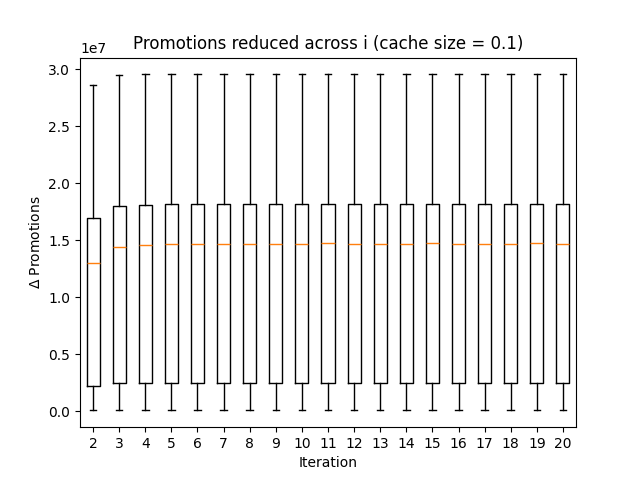 Promotions reduced across i (cache size = 0.1)
1e7
3.0
2.5
2.0
1.5
1.0
0.5
0.0
Δ Promotions
2 3 4 5 6 7 8 9 10 11 12 13 14 15 16 17 18 19 20
Iteration